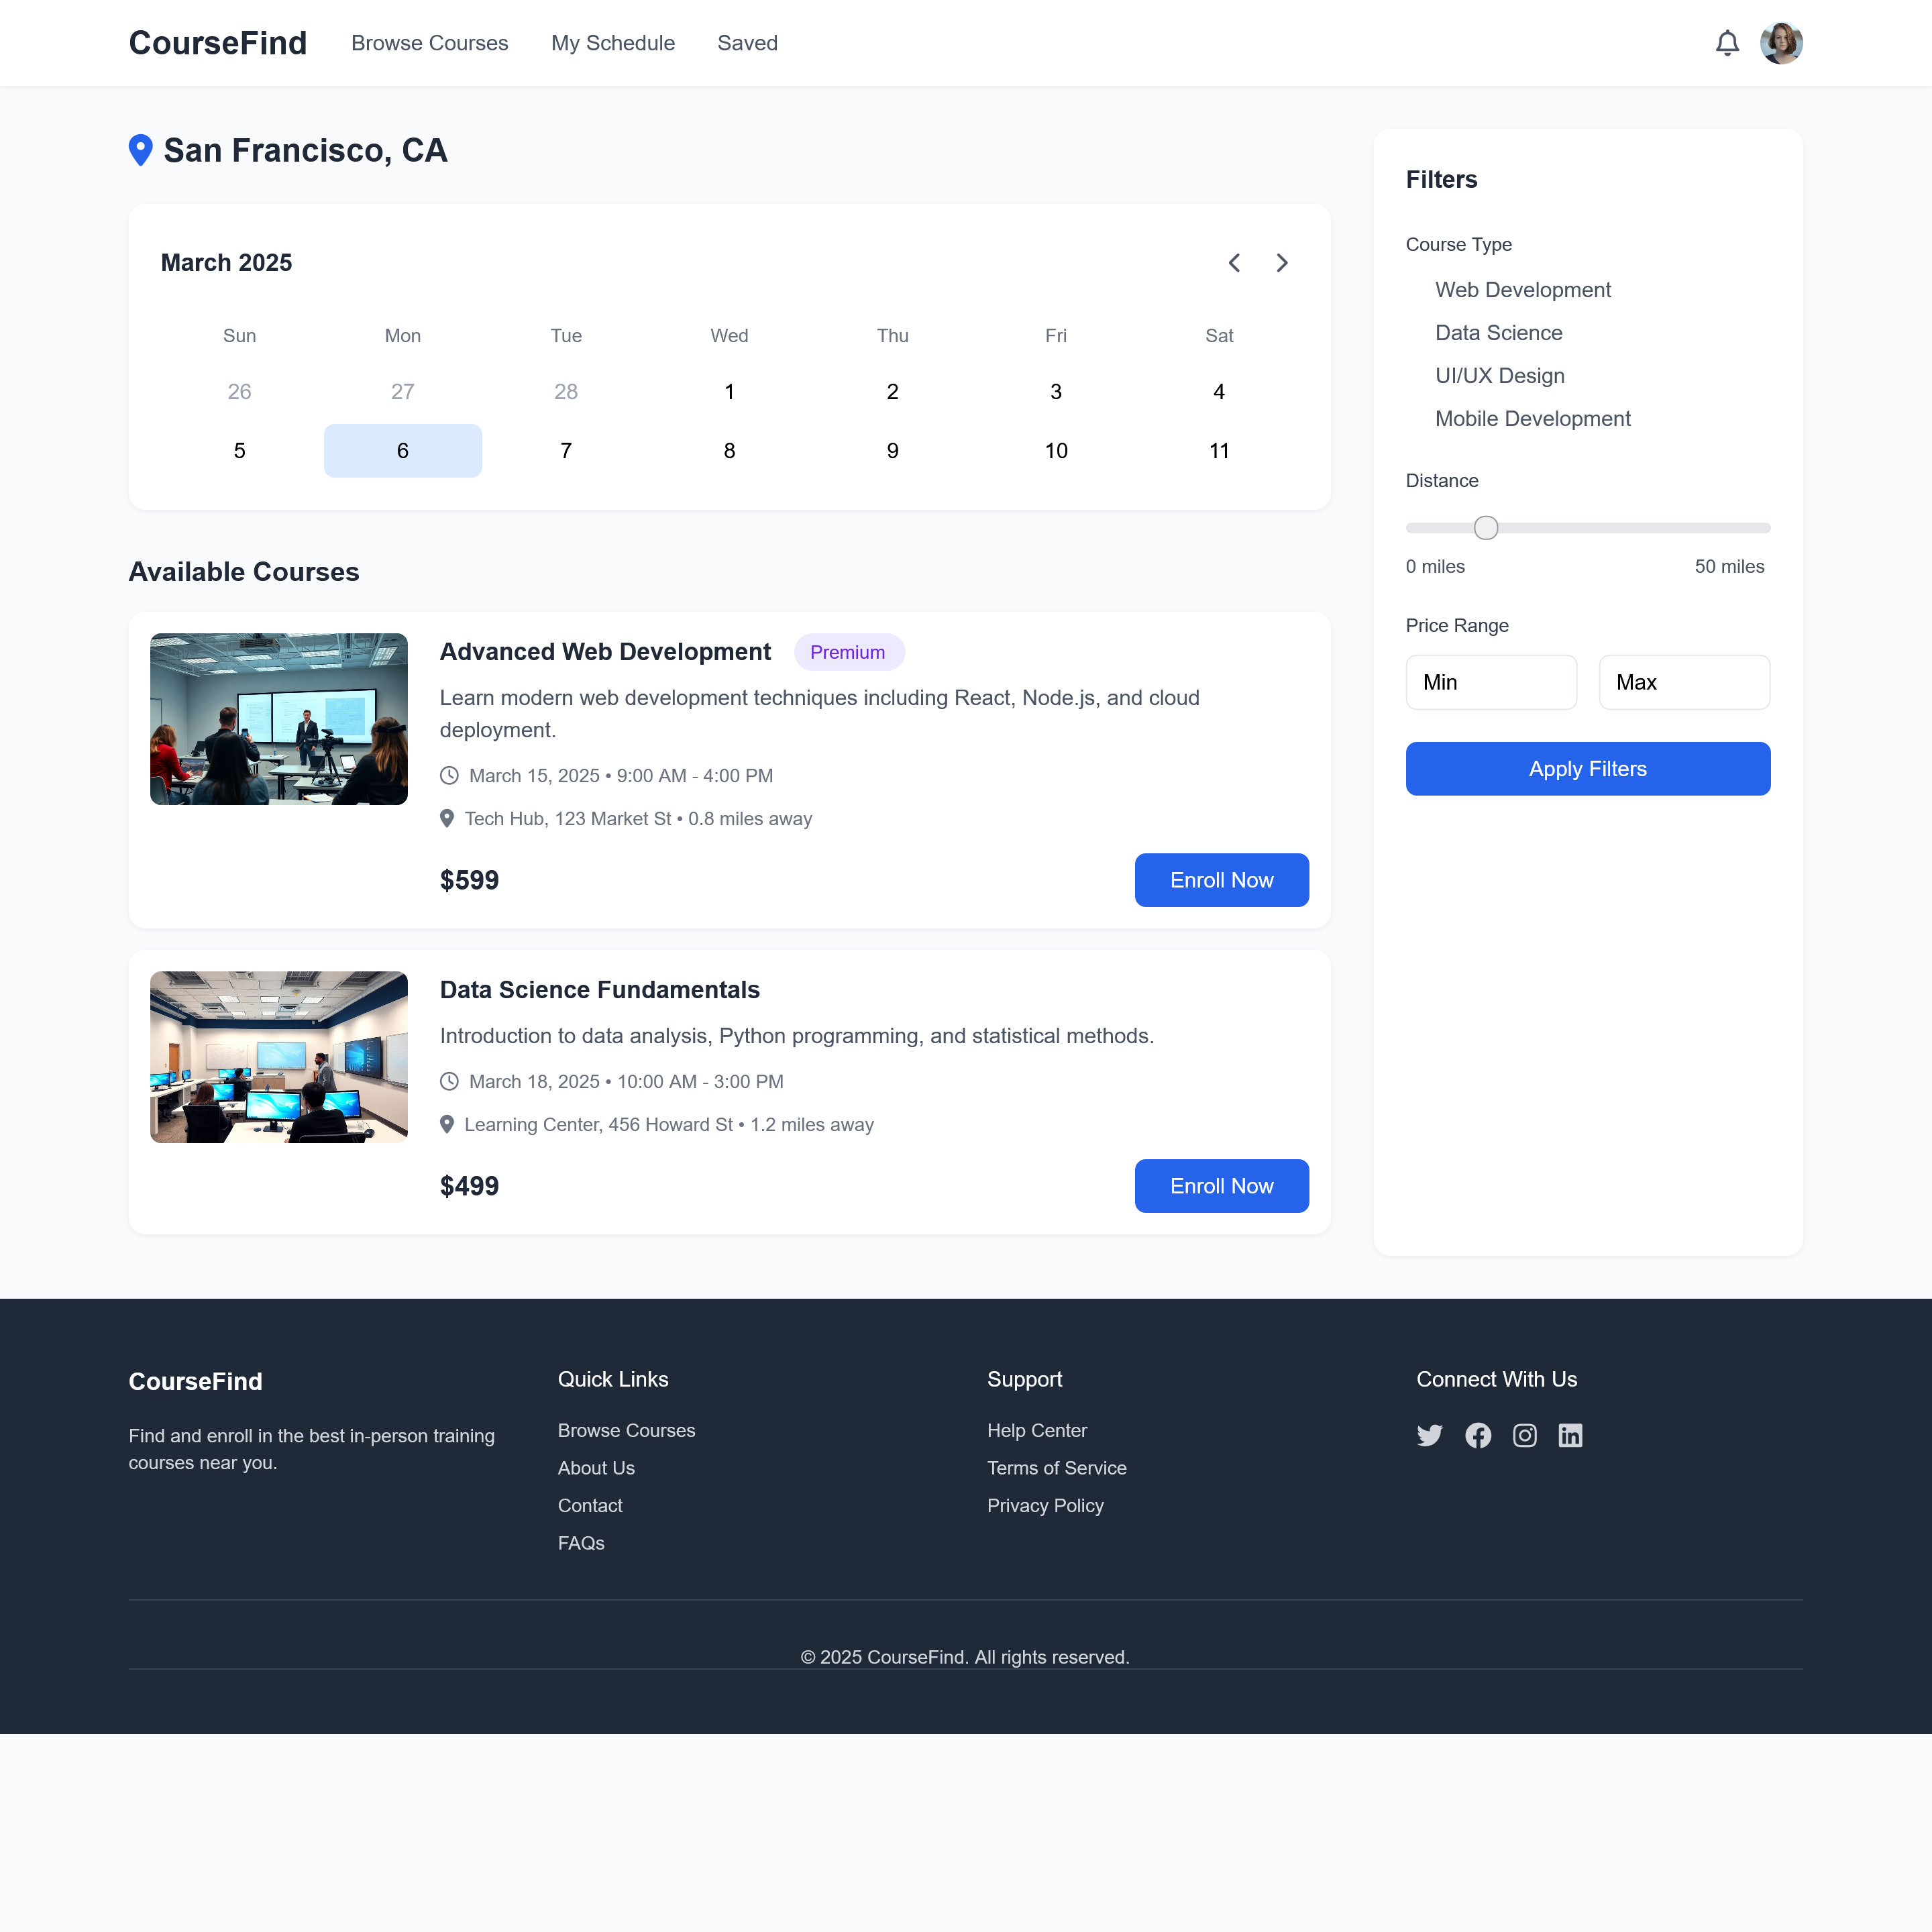 CourseFind
Browse Courses
My Schedule
Saved
San Francisco, CA
March 2025
Sun Mon Tue Wed Thu Fri Sat
26 27 28 1 2 3 4
5 6 7 8 9 10 11
Available Courses
Advanced Web Development
Premium
Learn modern web development techniques including React, Node.js, and cloud
deployment.
March 15, 2025 • 9:00 AM - 4:00 PM
Tech Hub, 123 Market St • 0.8 miles away
$599
Enroll Now
Data Science Fundamentals
Introduction to data analysis, Python programming, and statistical methods.
March 18, 2025 • 10:00 AM - 3:00 PM
Learning Center, 456 Howard St • 1.2 miles away
$499
Enroll Now
Filters
Course Type
Web Development
Data Science
UI/UX Design
Mobile Development
Distance
0 miles
50 miles
Price Range
Min
Max
Apply Filters
CourseFind
Find and enroll in the best in-person training
courses near you.
Quick Links
Browse Courses
About Us
Contact
FAQs
Support
Help Center
Terms of Service
Privacy Policy
Connect With Us
© 2025 CourseFind. All rights reserved.